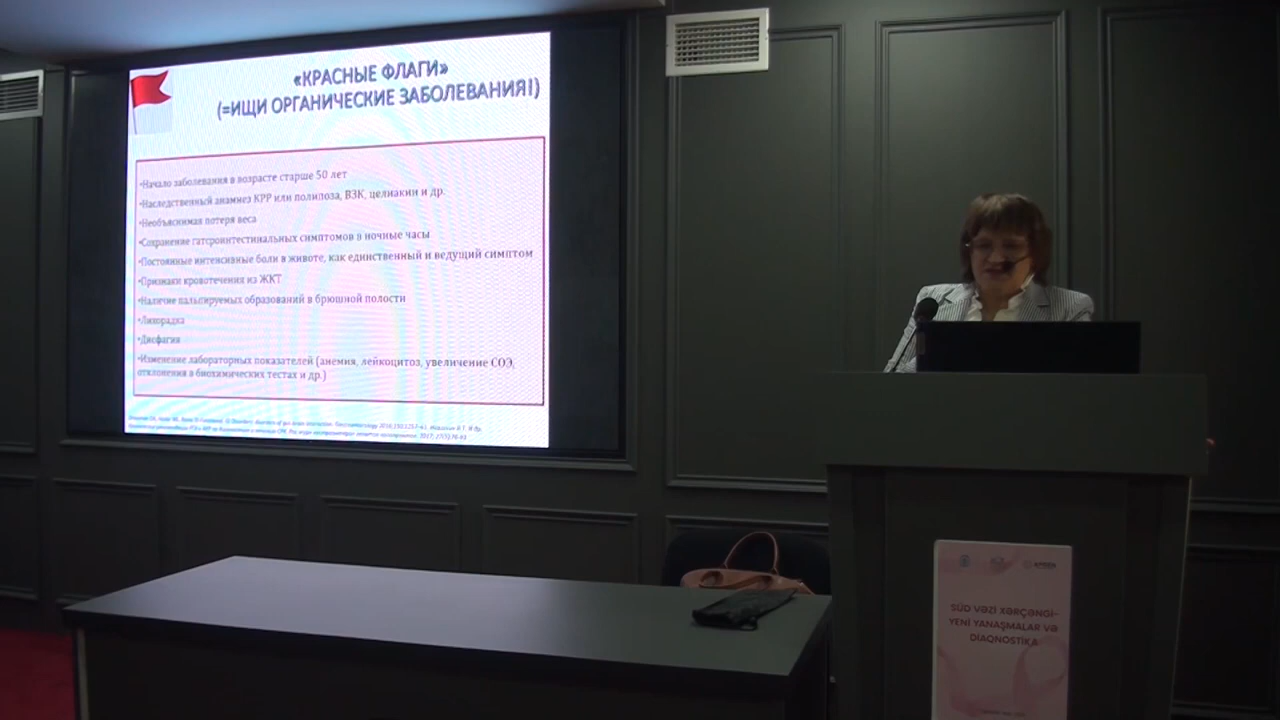 «КРАСНЫЕ ФЛАГИ»
(=ИЩИ ОРГАНИЧЕСКИЕ ЗАБОЛЕВАНИЯ!)
•Начало заболевания в возрасте старше 50 лет
•Наследственный анамнез КРР или полипоза, ВЗК, целиакии и др.
•Необъяснимая потеря веса
•Сохранение гатсроинтестинальных симптомов в ночные часы
•Постоянные интенсивные боли в животе, как единственный и ведущий симптом
•Признаки кровотечения из ЖКТ
•Наличие пальпируемых образований в брюшной полости
•Лихорадка
•Дисфагия
•Изменение лабораторных показателей (анемия, лейкоцитоз, увеличение СОЭ,
отклонения в биохимических тестах и др.)
SÜD VƏZİ XƏRÇƏNGİ-
YENİ YANAŞMALAR VƏ
DİAQNOSTİKA